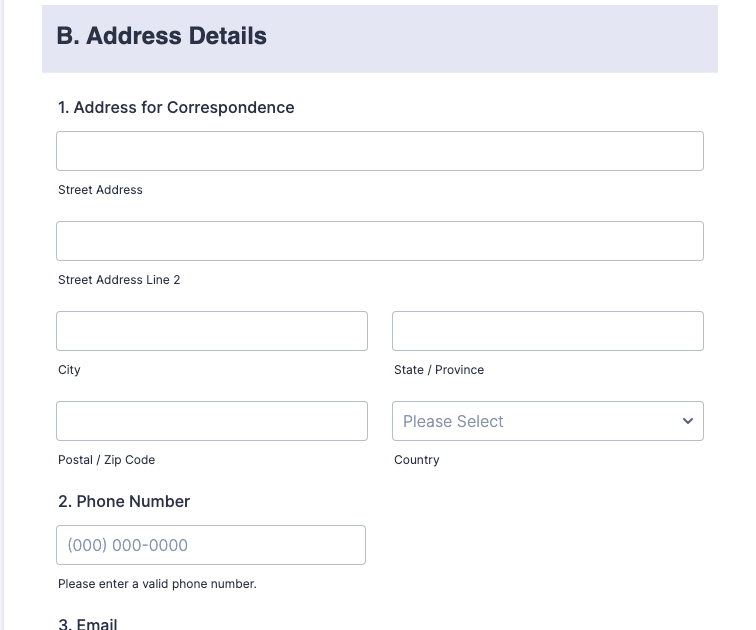 B. Address Details
1. Address for Correspondence
Street Address
Street Address Line 2
City
State / Province
Please Select
Postal / Zip Code
Country
2. Phone Number
(000) 000-0000
Please enter a valid phone number.
3. Email